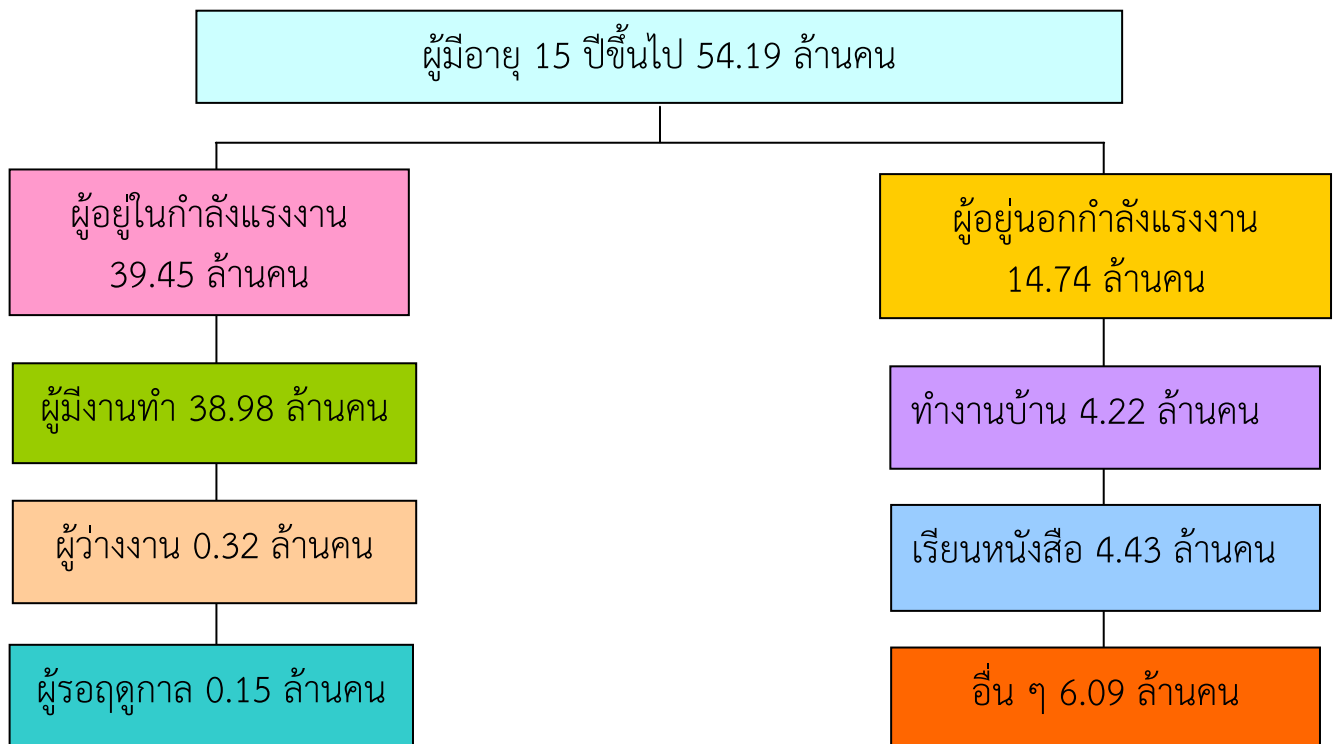 ผู้มีอายุ 15 ปีขึ้นไป 54.19 ล้านคน
ผู้อยู่ในกำลังแรงงาน
39.45 ล้านคน
ผู้มีงานทำ 38.98 ล้านคน
ผู้ว่างงาน 0.32 ล้านคน
ผู้รอฤดูกาล 0.15 ล้านคน
ผู้อยู่นอกกำลังแรงงาน
14.74 ล้านคน
ทำงานบ้าน 4.22 ล้านคน
เรียนหนังสือ 4.43 ล้านคน
อื่น ๆ 6.09 ล้านคน